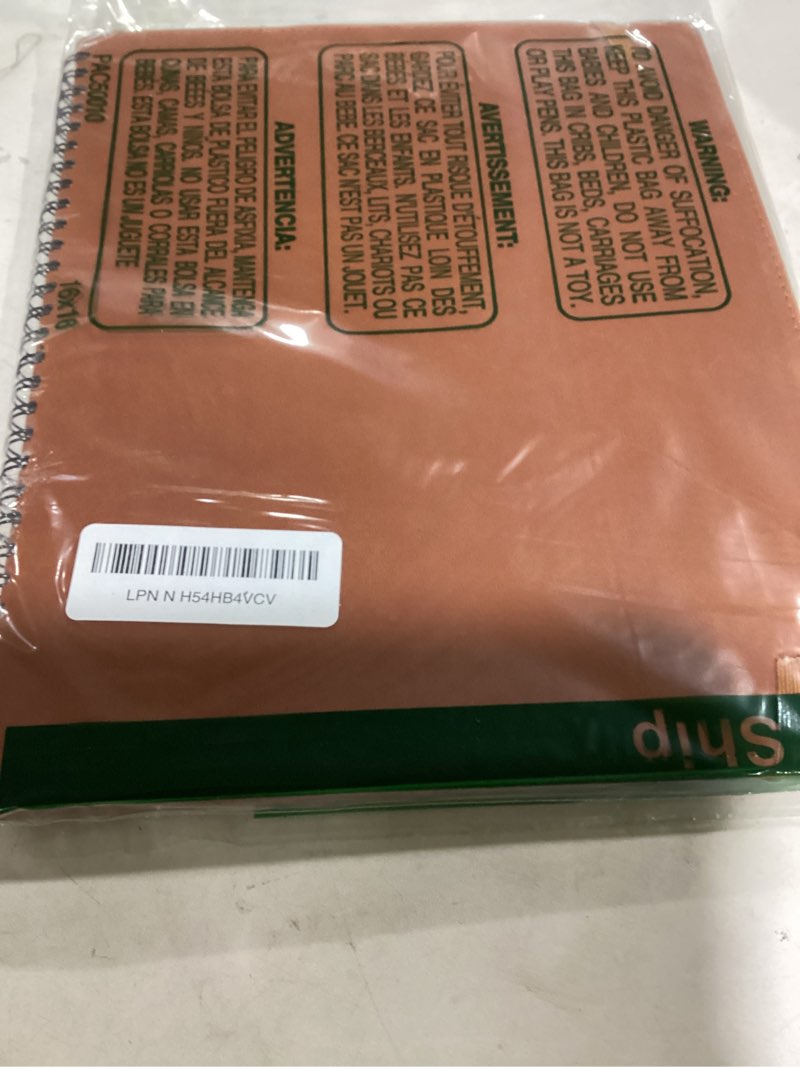 WARNING:
TO AVOID DANGER OF SUFFOCATION,
KEEP THIS PLASTIC BAG AWAY FROM
BABIES AND CHILDREN, DO NOT USE
THIS BAG IN CRIBS, BEDS, CARRIAGES
OR PLAY PENS. THIS BAG IS NOT A TOY.
AVERTISSEMENT:
POUR ÉVITER TOUT RISQUE D'ÉTOUFFEMENT,
GARDEZ CE SAC EN PLASTIQUE LOIN DES
BÉBÉS ET LES ENFANTS. N'UTILISEZ PAS CE
SAC DANS LES BERCEAUX, LITS, CHARIOTS OU
PARC AU BÉBÉ CE SAC N'EST PAS UN JOUET.
ADVERTENCIA:
PARA EVITAR EL PELIGRO DE ASFIXIA, MANTENGA
ESTA BOLSA DE PLASTICO FUERA DEL ALCANCE
DE BEBES Y NIÑOS. NO USAR ESTA BOLSA EN
CUNAS, CAMAS, CARRIOLAS O CORRALES PARA
BEBES. ESTA BOLSA NO ES UN JUGUETE
PAC50010
16x16
LPN N H54HB4VCV
Ship